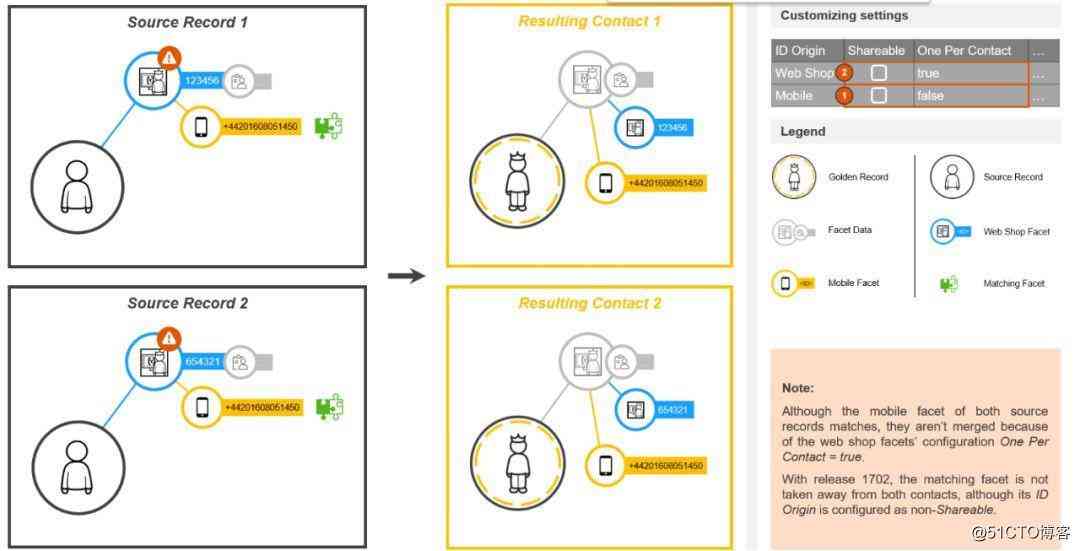 Source Record 1
123456
+44201608051450
Resulting Contact 1
123456
+44201608051450
Source Record 2
654321
+44201608051450
Resulting Contact 2
654321
+44201608051450
Customizing settings
ID Origin Shareable One Per Contact ...
Web Shop 2 true ...
Mobile 1 false ...
Legend
Golden Record
Source Record
Facet Data
Web Shop Facet
Mobile Facet
Matching Facet
Note:
Although the mobile facet of both source
records matches, they aren't merged because
of the web shop facets' configuration One Per
Contact = true.
With release 1702, the matching facet is not
taken away from both contacts, although its ID
Origin is configured as non-Shareable.
@51CTO博客